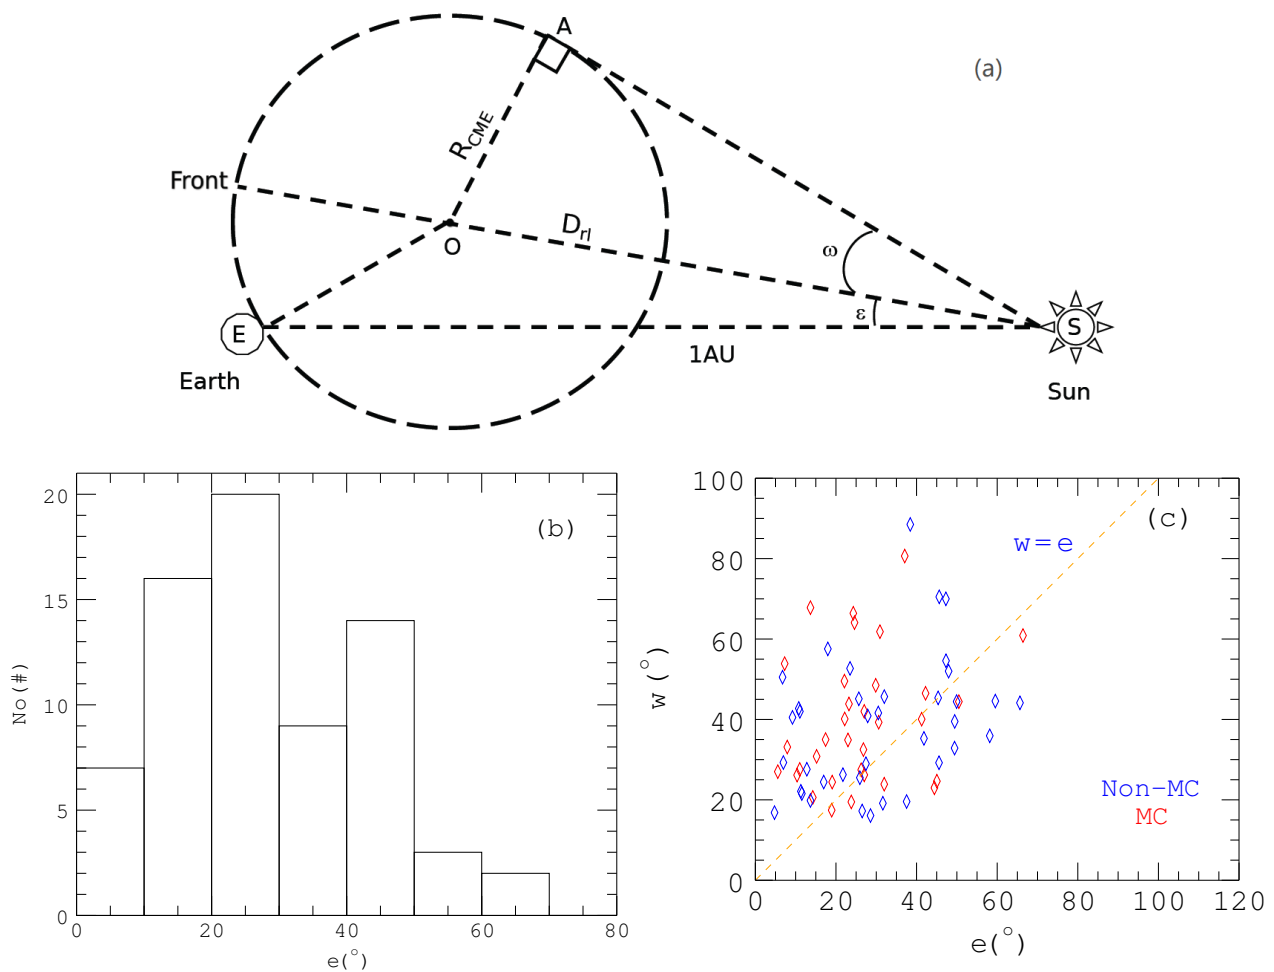 A
(a)
R_CME
Front
D_rl
O
ω
ε
E
S
1AU
Earth
Sun
20
15
10
5
0
No(#)
(b)
0
20
40
60
80
e(°)
100
80
60
40
20
0
w(°)
(c)
w=e
Non-MC
MC
0
20
40
60
80
100
120
e(°)